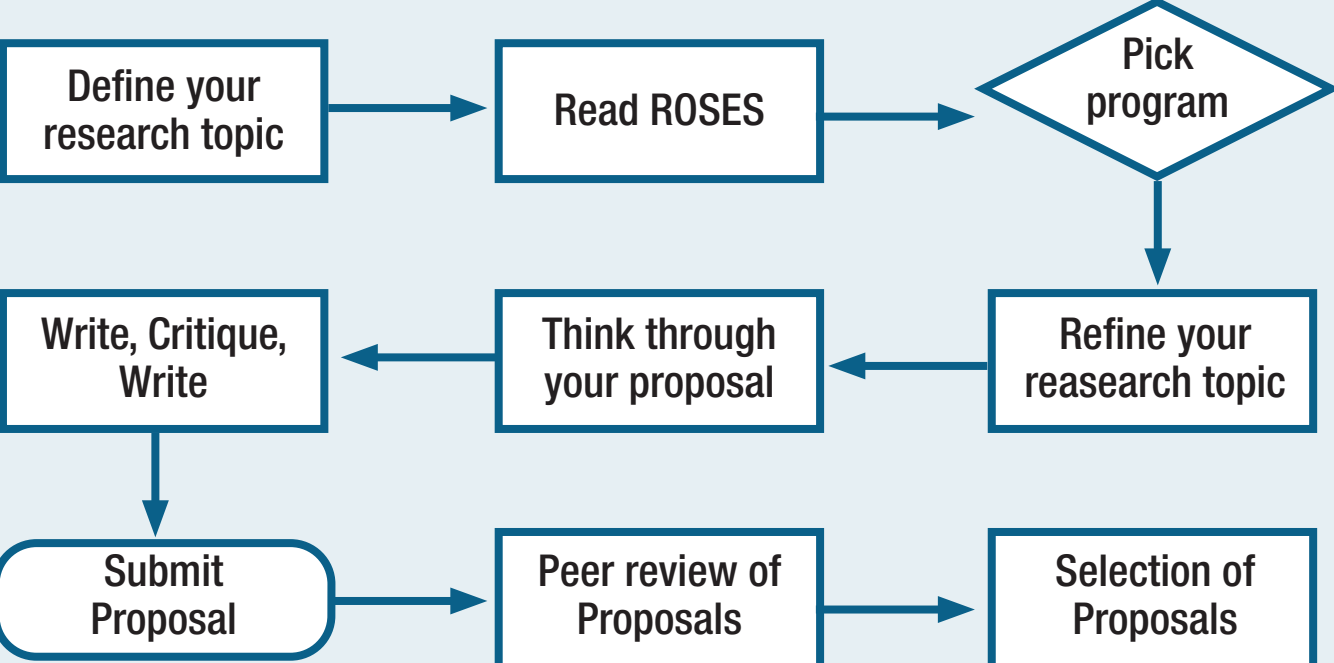 Define your
research topic
Read ROSES
Pick
program
Refine your
reasearch topic
Think through
your proposal
Write, Critique,
Write
Submit
Proposal
Peer review of
Proposals
Selection of
Proposals